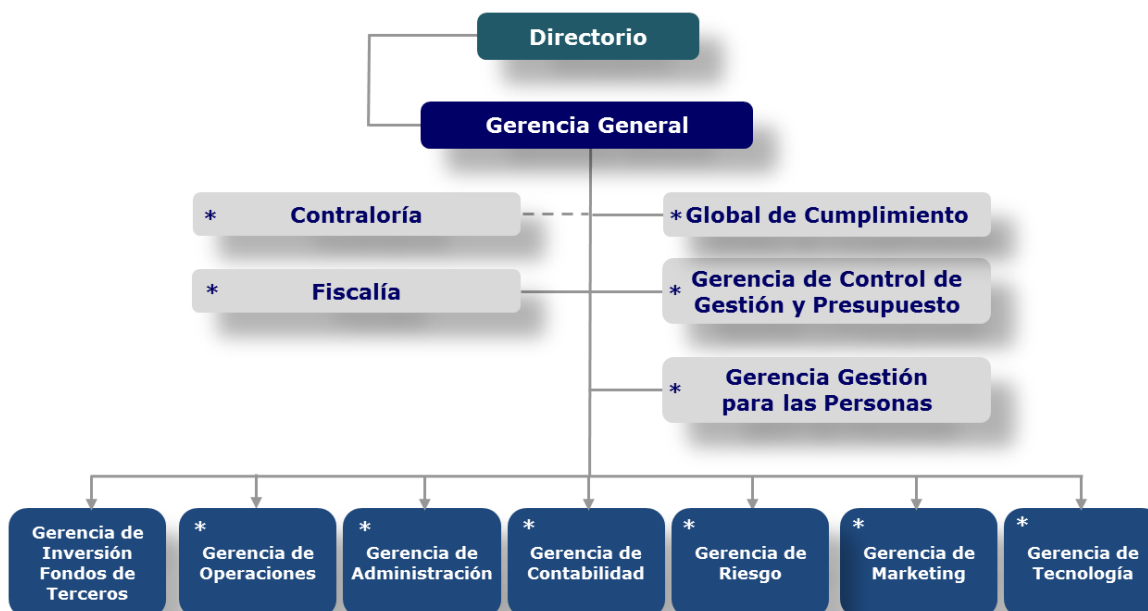 Directorio
Gerencia General
* Contraloría
* Global de Cumplimiento
* Fiscalía
* Gerencia de Control de
Gestión y Presupuesto
* Gerencia Gestión
para las Personas
Gerencia de
Inversión
Fondos de
Terceros
*
Gerencia de
Operaciones
*
Gerencia de
Administración
*
Gerencia de
Contabilidad
*
Gerencia de
Riesgo
*
Gerencia de
Marketing
*
Gerencia de
Tecnología